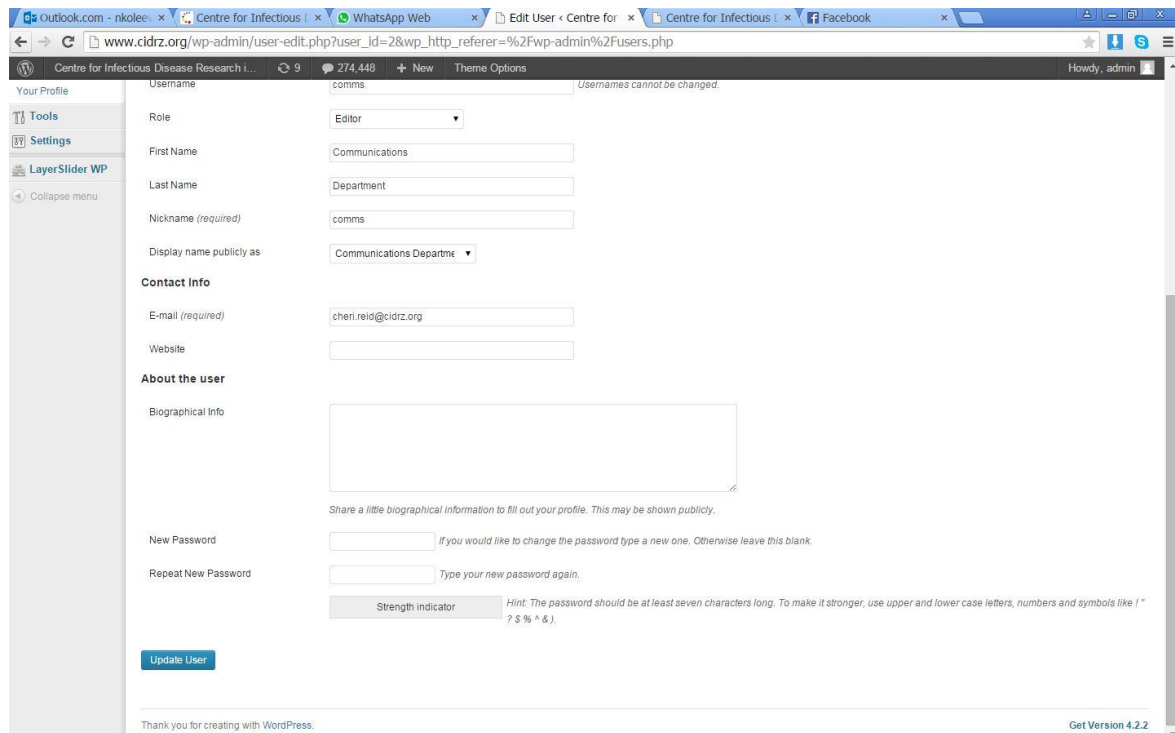 Outlook.com - nkolee
Centre for Infectious
WhatsApp Web
Edit User ‹ Centre for
Centre for Infectious
Facebook
www.cidrz.org/wp-admin/user-edit.php?user_id=2&wp_http_referer=%2Fwp-admin%2Fusers.php
Centre for Infectious Disease Research i... 9 274,448 + New Theme Options Howdy, admin
Your Profile
Tools
Settings
LayerSlider WP
Collapse menu
Username comms Usernames cannot be changed.
Role Editor
First Name Communications
Last Name Department
Nickname (required) comms
Display name publicly as Communications Departme
Contact Info
E-mail (required) cheri.reid@cidrz.org
Website
About the user
Biographical Info
Share a little biographical information to fill out your profile. This may be shown publicly.
New Password If you would like to change the password type a new one. Otherwise leave this blank.
Repeat New Password Type your new password again.
Strength indicator Hint: The password should be at least seven characters long. To make it stronger, use upper and lower case letters, numbers and symbols like ! "
? $ % ^ & ).
Update User
Thank you for creating with WordPress. Get Version 4.2.2